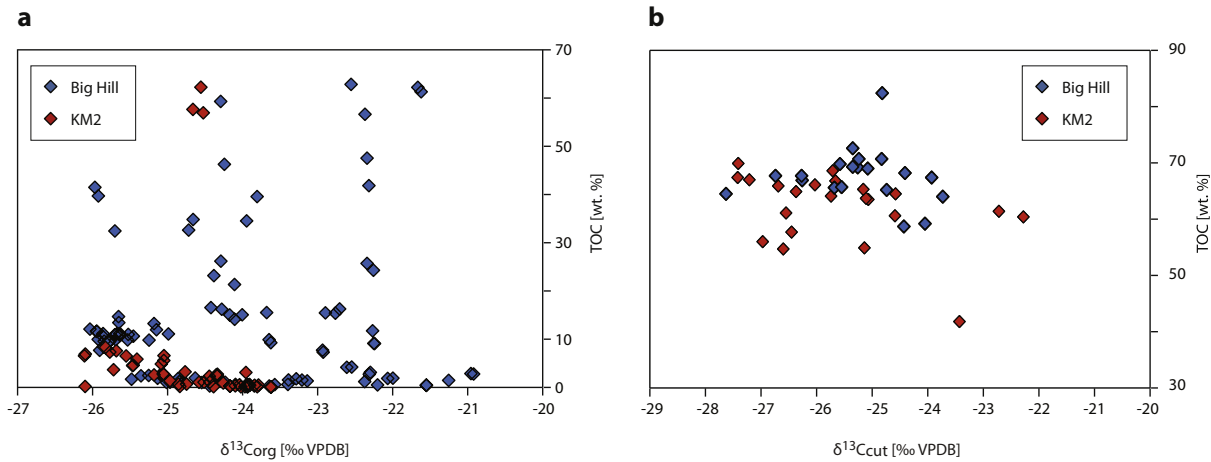 a
70
60
50
40
30
20
10
0
TOC [wt. %]
Big Hill
KM2
-27 -26 -25 -24 -23 -22 -21 -20
δ13Corg [‰ VPDB]
b
90
70
50
30
TOC [wt. %]
Big Hill
KM2
-29 -28 -27 -26 -25 -24 -23 -22 -21 -20
δ13Ccut [‰ VPDB]